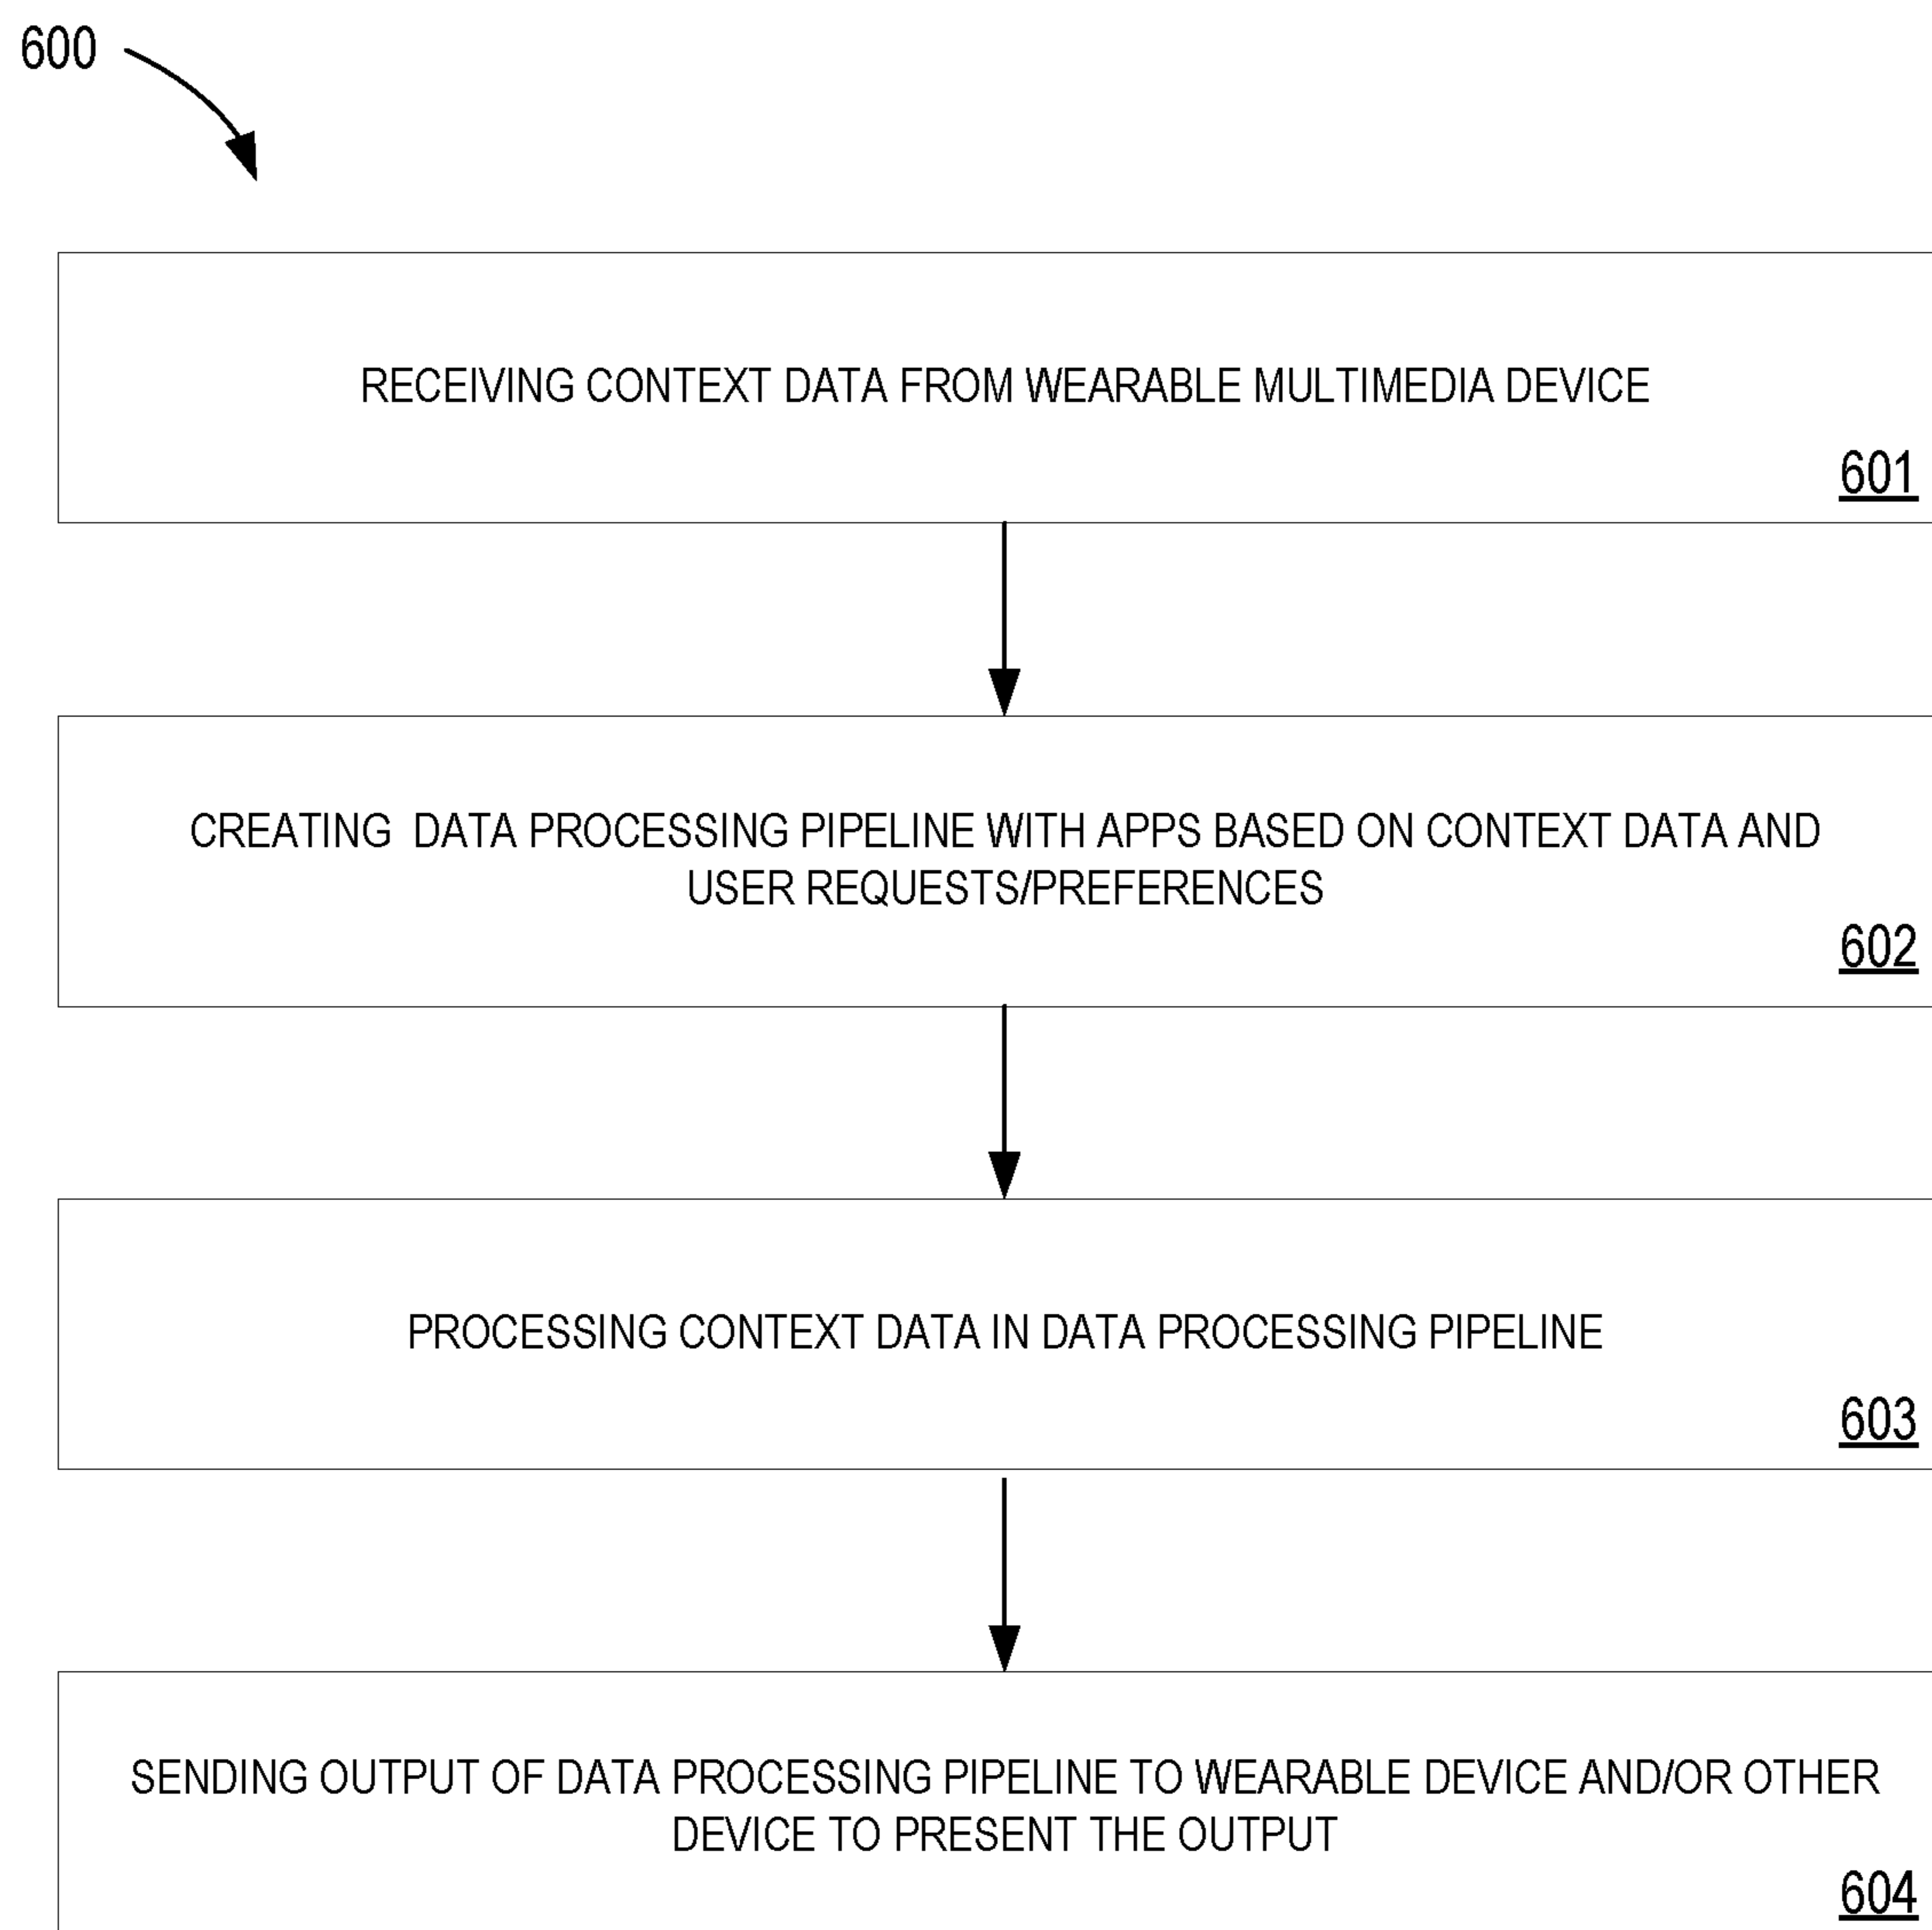 600
RECEIVING CONTEXT DATA FROM WEARABLE MULTIMEDIA DEVICE
601
CREATING  DATA PROCESSING PIPELINE WITH APPS BASED ON CONTEXT DATA AND
USER REQUESTS/PREFERENCES
602
PROCESSING CONTEXT DATA IN DATA PROCESSING PIPELINE
603
SENDING OUTPUT OF DATA PROCESSING PIPELINE TO WEARABLE DEVICE AND/OR OTHER
DEVICE TO PRESENT THE OUTPUT
604